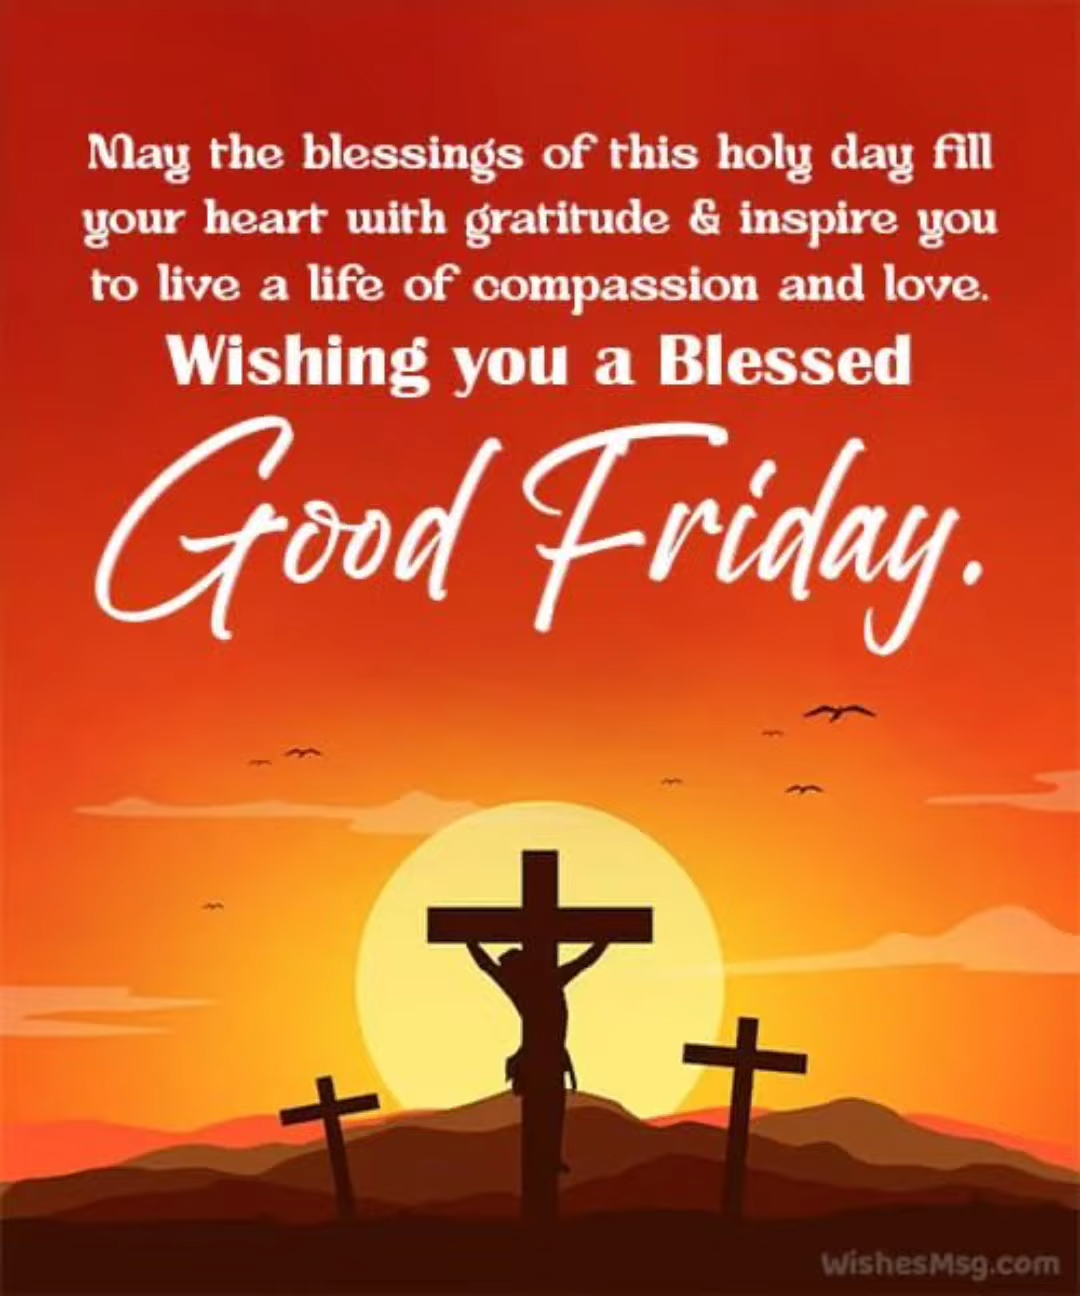 May the blessings of this holy day fill
your heart with gratitude & inspire you
to live a life of compassion and love.
Wishing you a Blessed
Good Friday.
WishesMsg.com